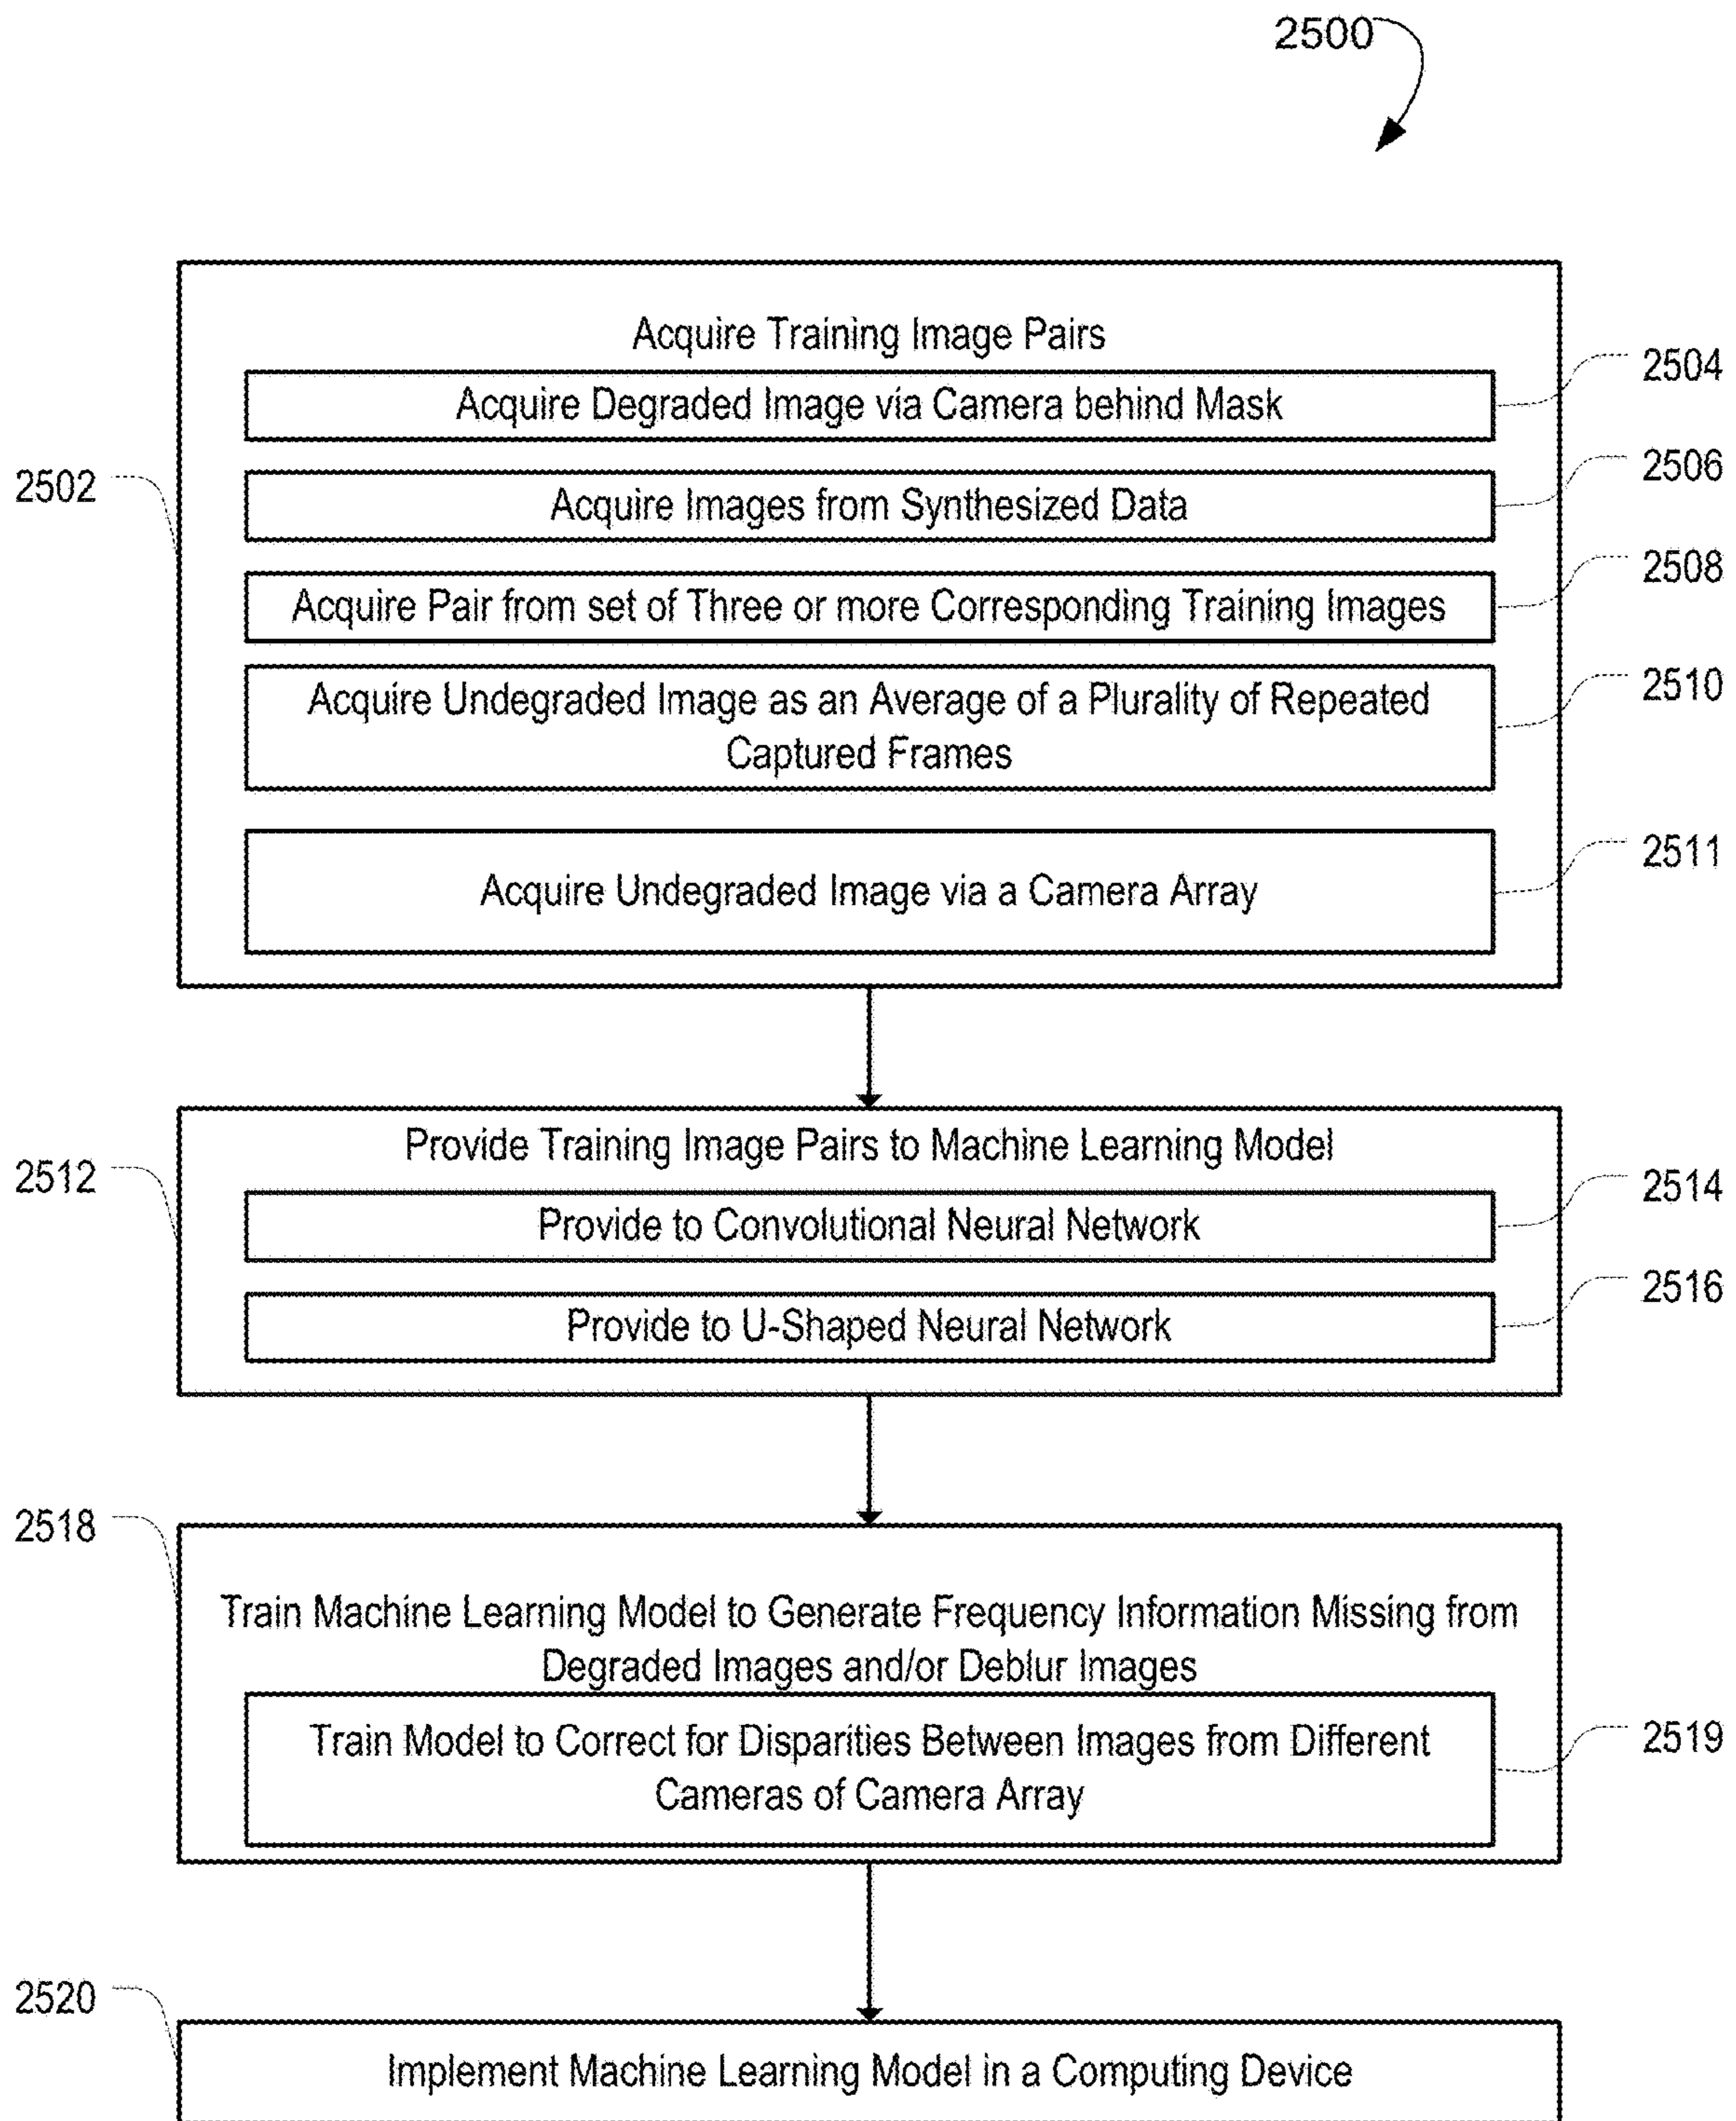 2500
Acquire Training Image Pairs
Acquire Degraded Image via Camera behind Mask
2504
2502
Acquire Images from Synthesized Data
2506
Acquire Pair from set of Three or more Corresponding Training Images
2508
Acquire Undegraded Image as an Average of a Plurality of Repeated
Captured Frames
2510
Acquire Undegraded Image via a Camera Array
2511
Provide Training Image Pairs to Machine Learning Model
2512
Provide to Convolutional Neural Network
2514
Provide to U-Shaped Neural Network
2516
2518
Train Machine Learning Model to Generate Frequency Information Missing from
Degraded Images and/or Deblur Images
Train Model to Correct for Disparities Between Images from Different
Cameras of Camera Array
2519
2520
Implement Machine Learning Model in a Computing Device